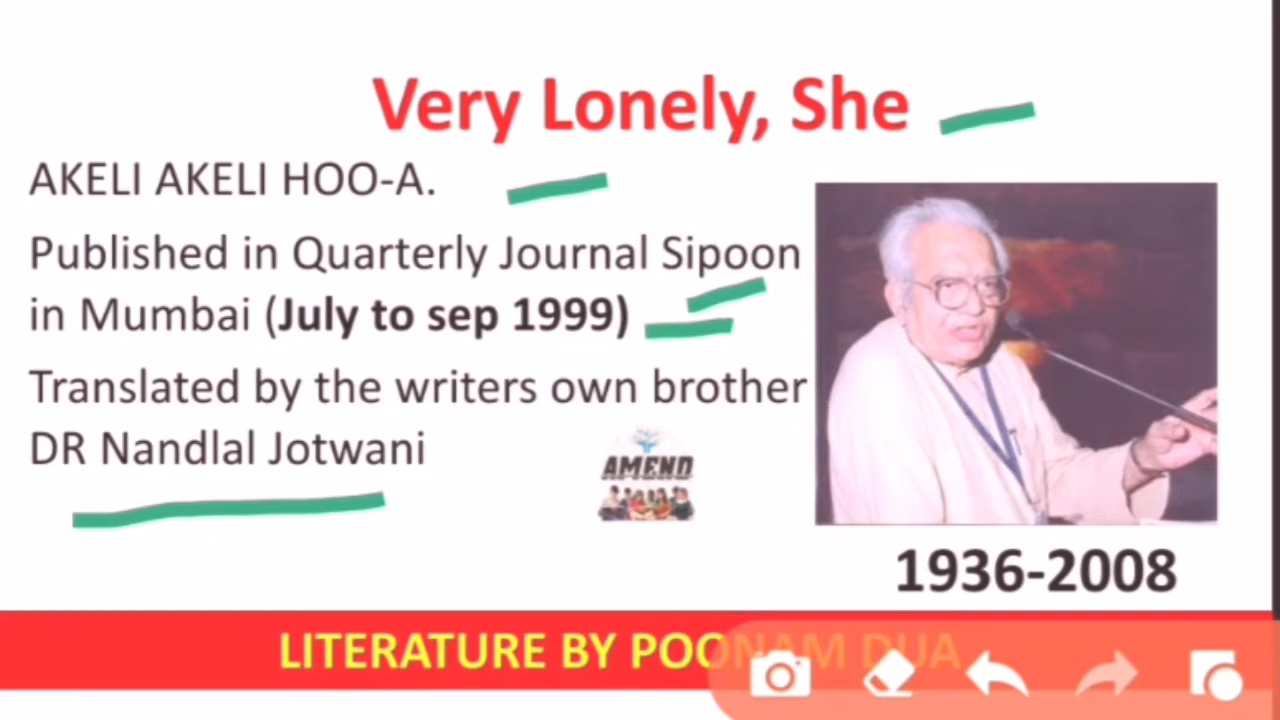 Very Lonely, She
AKELI AKELI HOO-A.
Published in Quarterly Journal Sipoon
in Mumbai (July to sep 1999)
Translated by the writers own brother
DR Nandlal Jotwani
AMEND
1936-2008
LITERATURE BY POONAM DUA